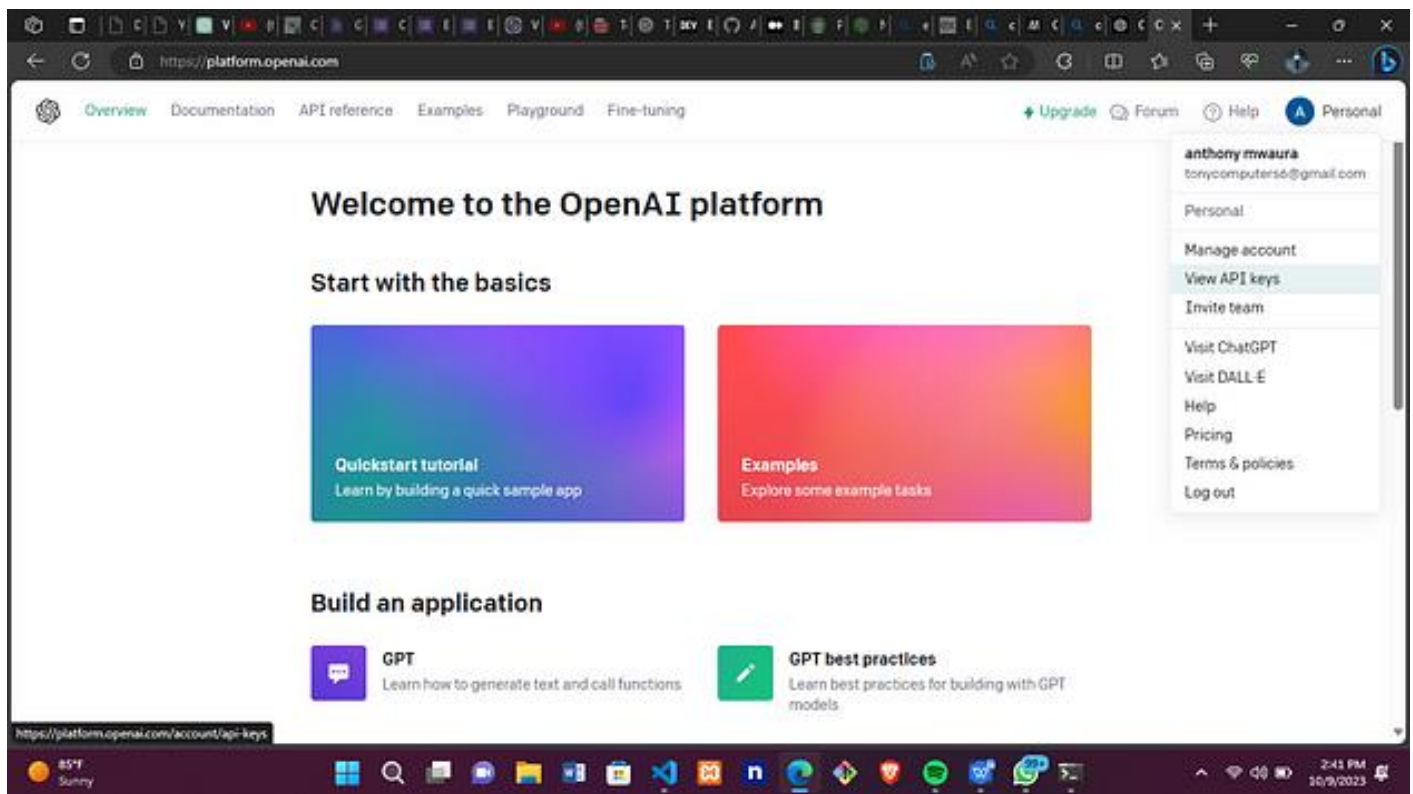 https://platform.openai.com
Overview Documentation API reference Examples Playground Fine-tuning
Upgrade Forum Help A Personal
anthony mwaura
tonycomputers6@gmail.com
Personal
Manage account
View API keys
Invite team
Visit ChatGPT
Visit DALL·E
Help
Pricing
Terms & policies
Log out
Welcome to the OpenAI platform
Start with the basics
Quickstart tutorial
Learn by building a quick sample app
Examples
Explore some example tasks
Build an application
GPT
Learn how to generate text and call functions
GPT best practices
Learn best practices for building with GPT
models
https://platform.openai.com/account/api-keys
85°F
Sunny
99+
2:41 PM
10/9/2023